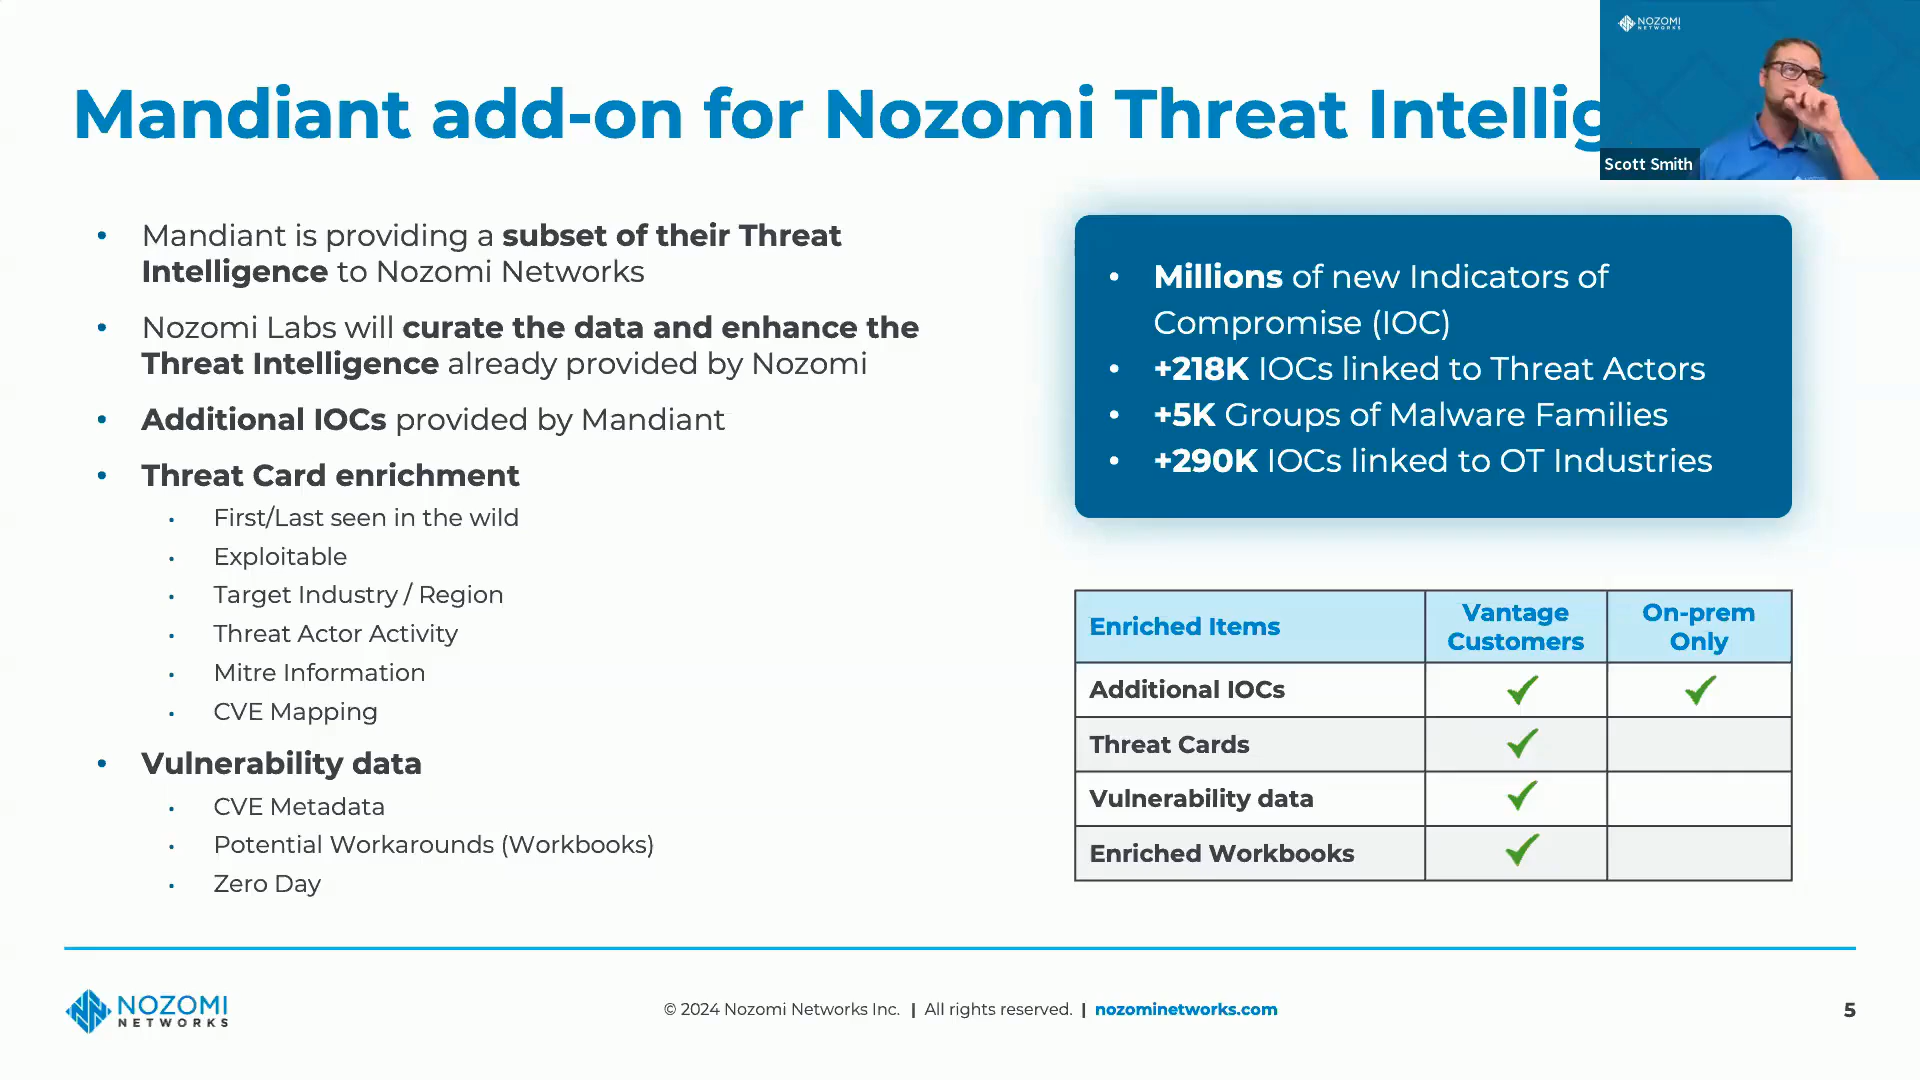 Mandiant add-on for Nozomi Threat Intellig
NOZOMI
NETWORKS
Scott Smith
• Mandiant is providing a subset of their Threat
Intelligence to Nozomi Networks
• Nozomi Labs will curate the data and enhance the
Threat Intelligence already provided by Nozomi
• Additional IOCs provided by Mandiant
• Threat Card enrichment
• First/Last seen in the wild
• Exploitable
• Target Industry / Region
• Threat Actor Activity
• Mitre Information
• CVE Mapping
• Vulnerability data
• CVE Metadata
• Potential Workarounds (Workbooks)
• Zero Day
• Millions of new Indicators of
Compromise (IOC)
• +218K IOCs linked to Threat Actors
• +5K Groups of Malware Families
• +290K IOCs linked to OT Industries
Enriched Items Vantage Customers On-prem Only
Additional IOCs ✓ ✓
Threat Cards ✓
Vulnerability data ✓
Enriched Workbooks ✓
NOZOMI
NETWORKS
© 2024 Nozomi Networks Inc. | All rights reserved. | nozominetworks.com
5